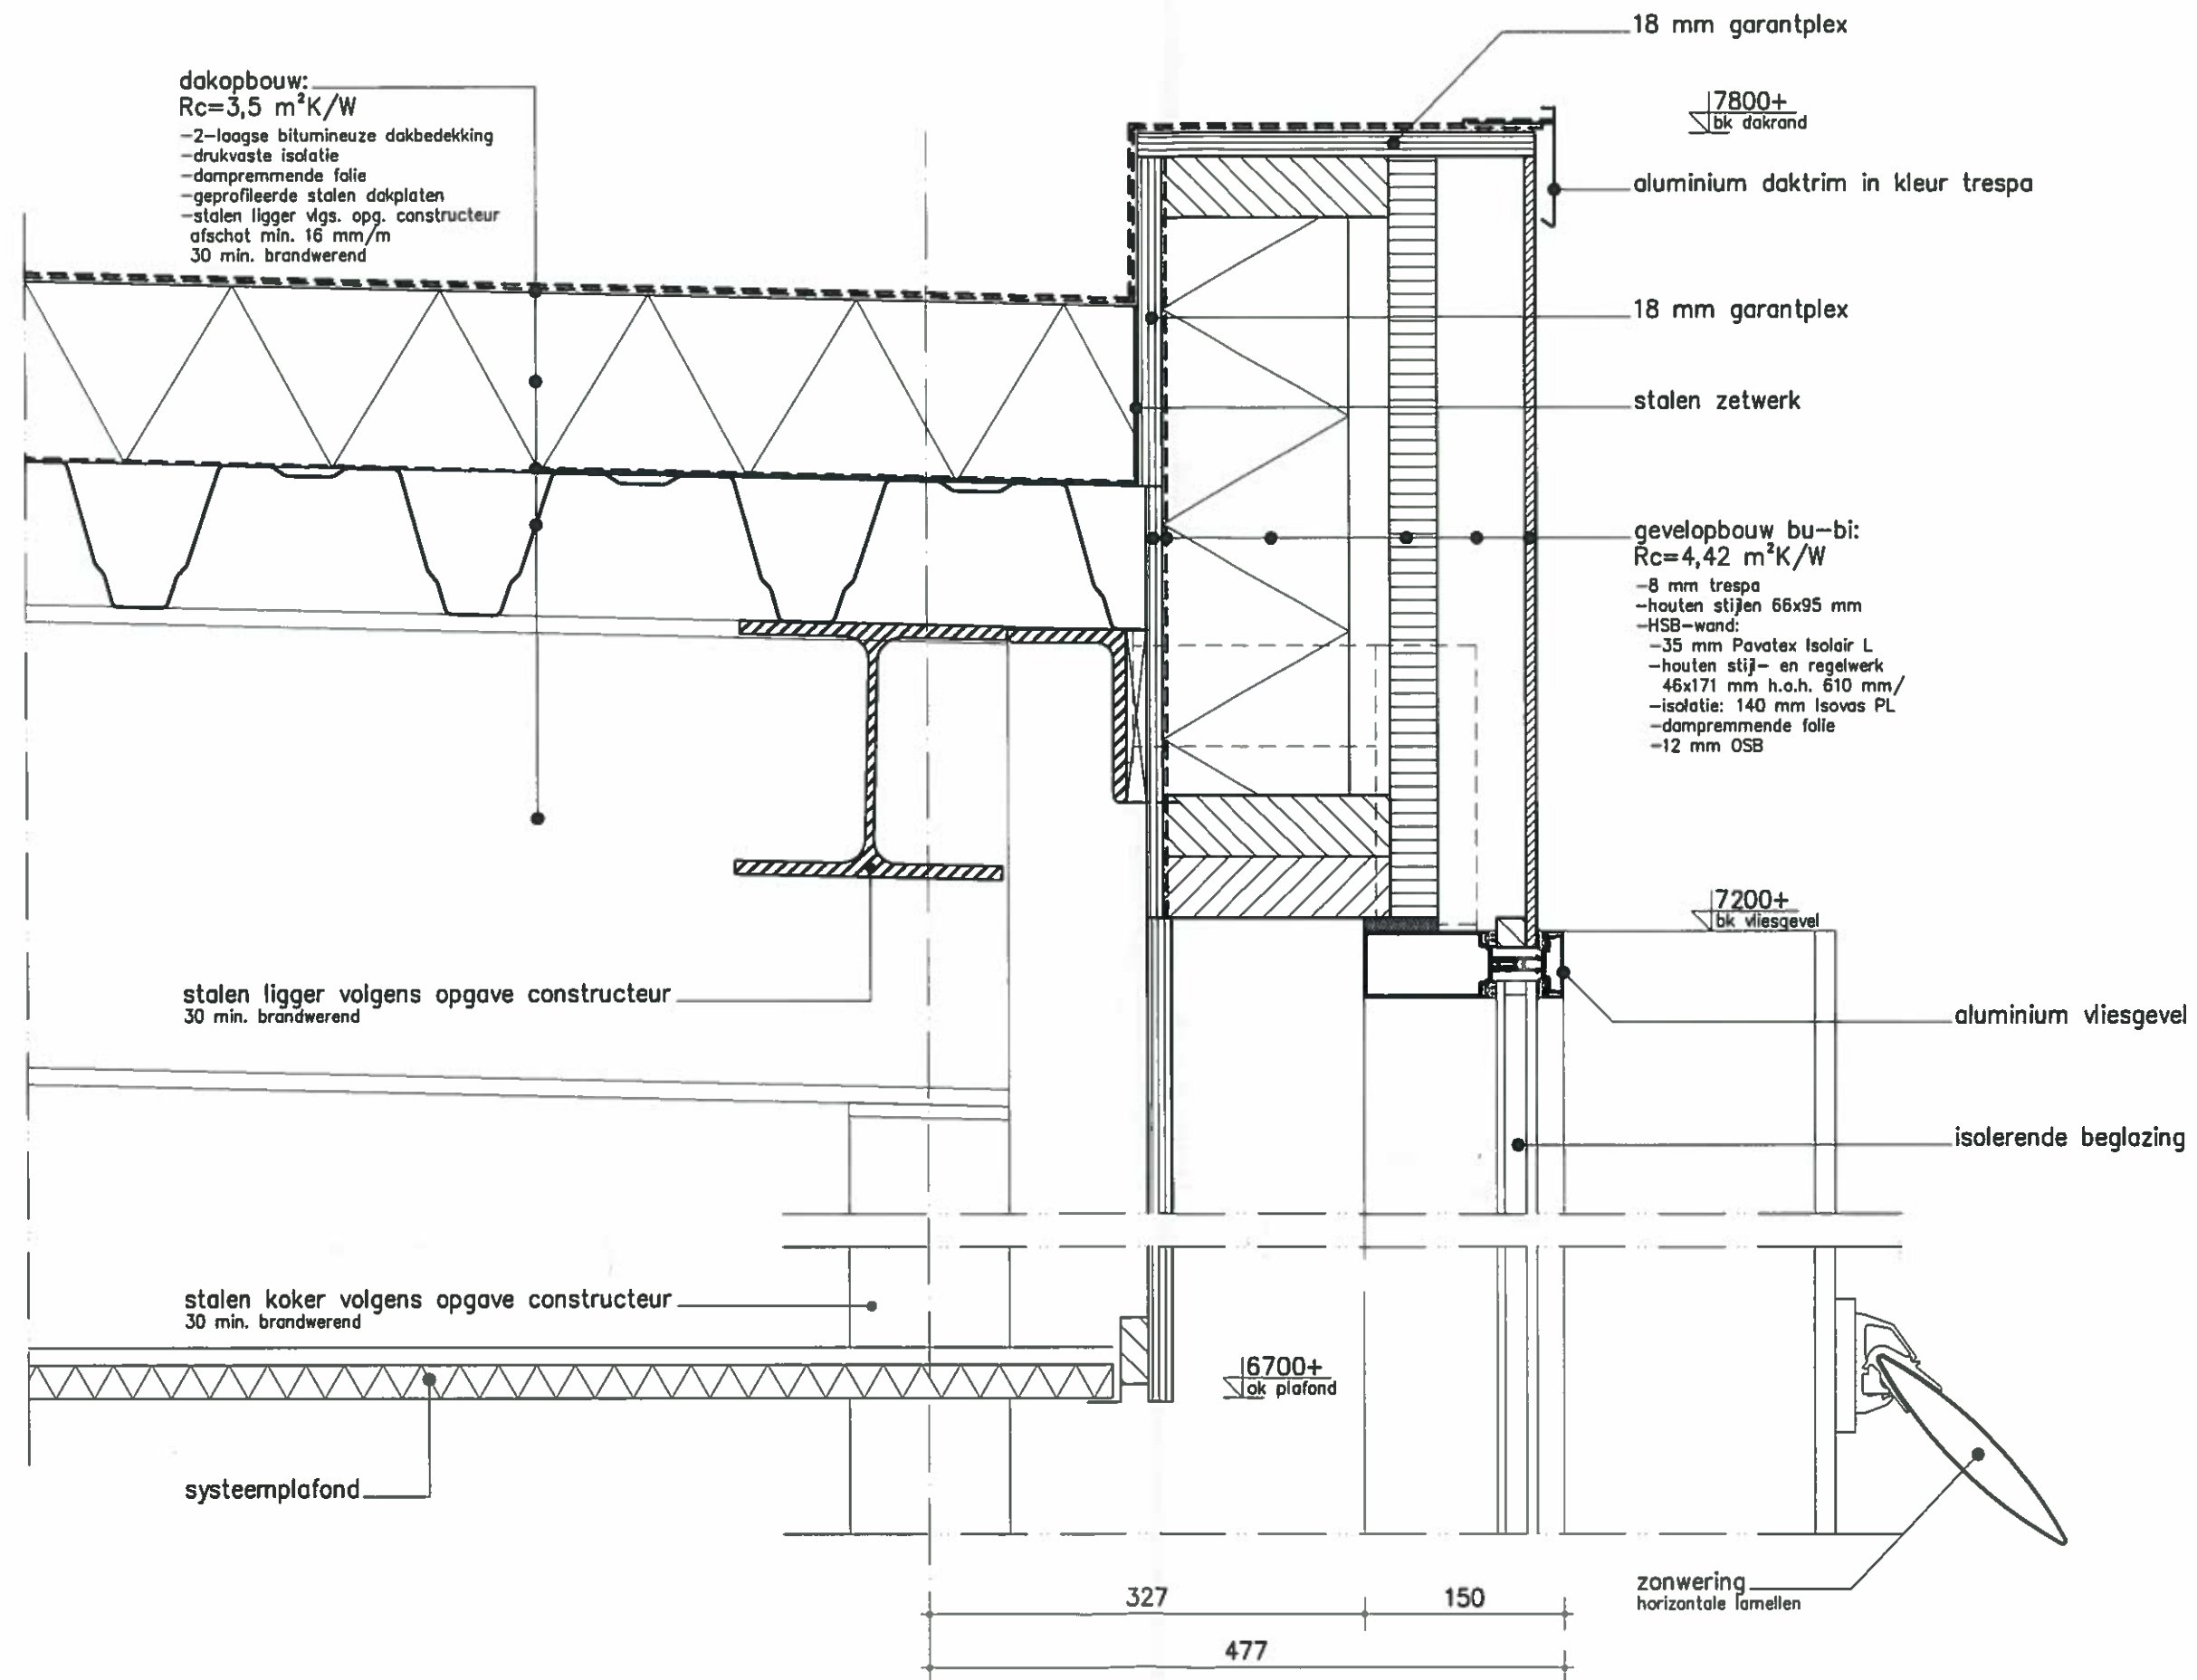 18 mm garantplex
dakopbouw:
Rc=3,5 m²K/W
-2-laagse bitumineuze dakbedekking
-drukvaste isolatie
-dampremmende folie
-geprofileerde stalen dakplaten
-stalen ligger vlgs. opg. constructeur
afschot min. 16 mm/m
30 min. brandwerend
7800+
bk dakrand
aluminium daktrim in kleur trespa
18 mm garantplex
stalen zetwerk
gevelopbouw bu-bi:
Rc=4,42 m²K/W
-8 mm trespa
-houten stijlen 66x95 mm
-HSB-wand:
-35 mm Pavatex Isolair L
-houten stijl- en regelwerk
46x171 mm h.o.h. 610 mm/
-isolatie: 140 mm Isovas PL
-dampremmende folie
-12 mm OSB
7200+
bk vliesgevel
stalen ligger volgens opgave constructeur
30 min. brandwerend
aluminium vliesgevel
isolerende beglazing
stalen koker volgens opgave constructeur
30 min. brandwerend
6700+
ok plafond
systeemplafond
zonwering
horizontale lamellen
327
150
477